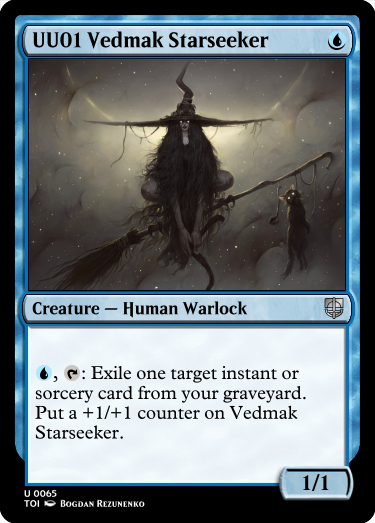 UU01 Vedmak Starseeker
Creature — Human Warlock
, : Exile one target instant or
sorcery card from your graveyard.
Put a +1/+1 counter on Vedmak
Starseeker.
1/1
U 0065
TOI Bogdan Rezunenko